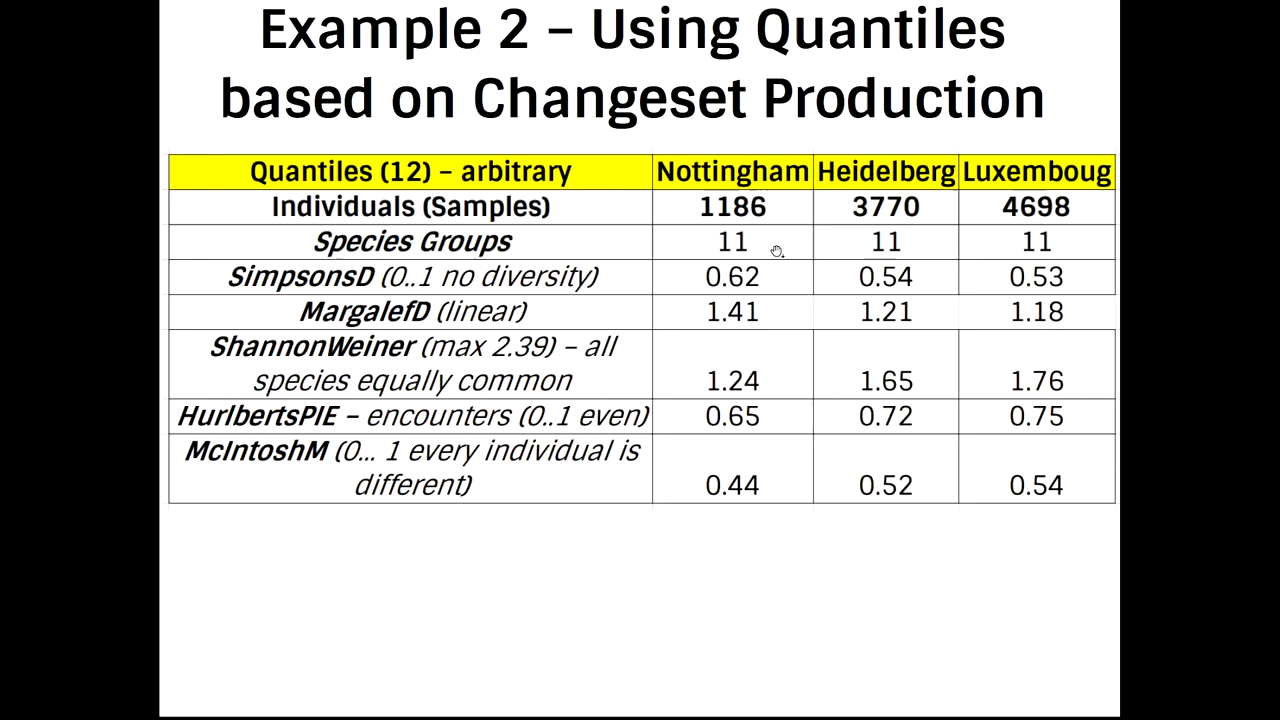 Example 2 – Using Quantiles
based on Changeset Production
Quantiles (12) – arbitrary Nottingham Heidelberg Luxemboug
Individuals (Samples) 1186 3770 4698
Species Groups 11 11 11
SimpsonsD (0..1 no diversity) 0.62 0.54 0.53
MargalefD (linear) 1.41 1.21 1.18
ShannonWeiner (max 2.39) – all
species equally common 1.24 1.65 1.76
HurlbertsPIE – encounters (0..1 even) 0.65 0.72 0.75
McIntoshM (0... 1 every individual is
different) 0.44 0.52 0.54